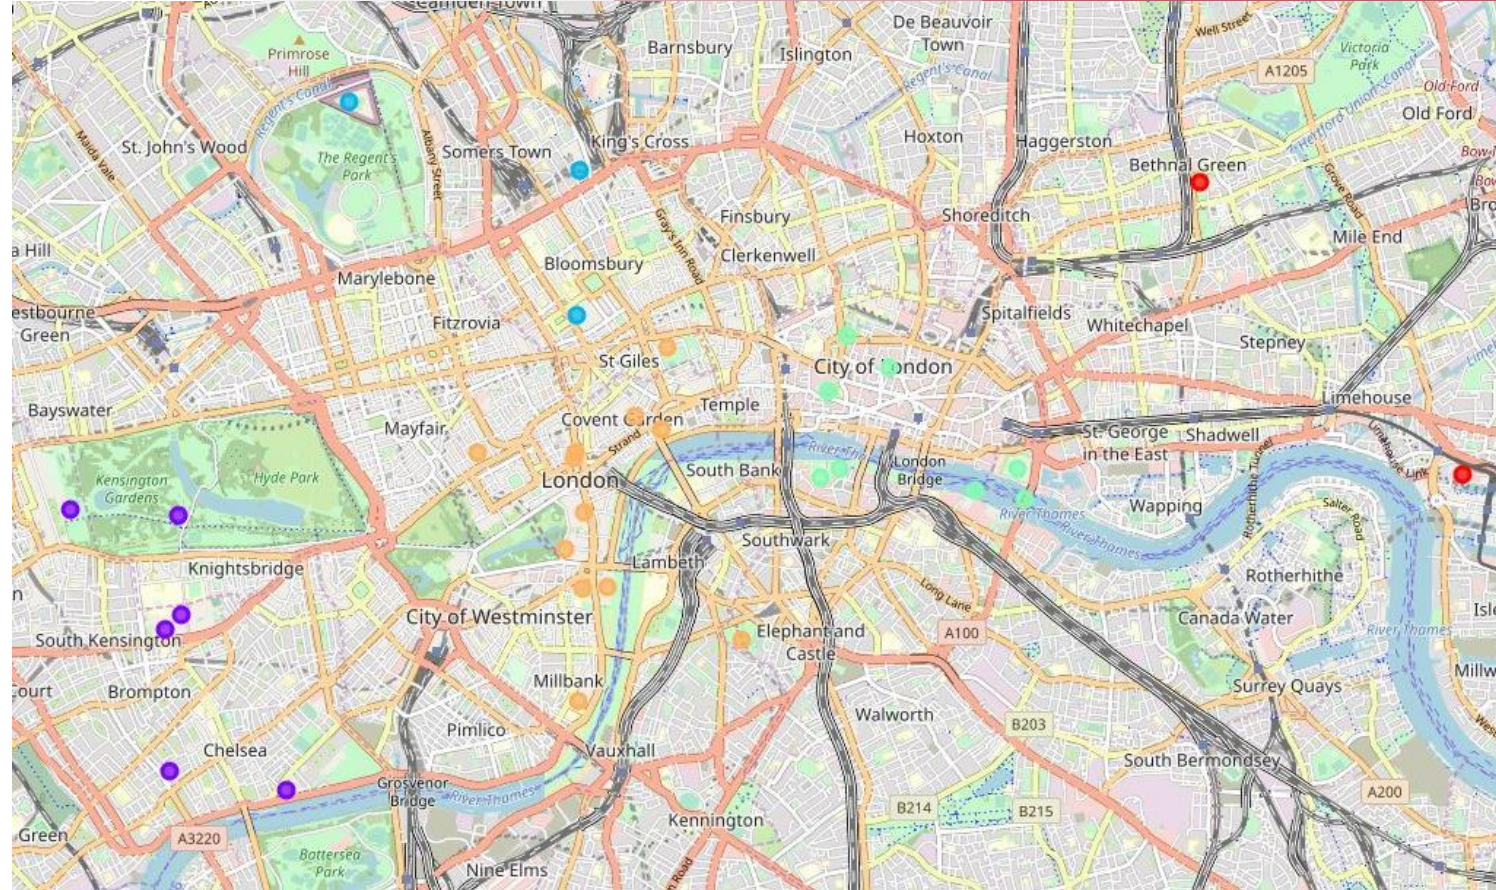 Camden Town
De Beauvoir
Town
Well Street
Primrose
Hill
Barnsbury
Islington
Victoria
Park
A1205
Regent's Canal
Regent's Canal
Hertford Union Canal
Old Ford
Old Ford
Maida Vale
St. John's Wood
The Regent's
Park
Albany Street
Somers Town
King's Cross
Hoxton
Haggerston
Bethnal Green
Grove Road
Finsbury
Gray's Inn Road
Shoreditch
Mile End
a Hill
Bloomsbury
Clerkenwell
Marylebone
estbourne
Green
Fitzrovia
Spitalfields
Whitechapel
Stepney
St Giles
City of London
Bayswater
Mayfair
Covent Garden
Temple
Limehouse
Strand
St. George
in the East
Shadwell
Limehouse Link
Kensington
Gardens
Hyde Park
London
South Bank
River Thames
London
Bridge
River Thames
River Thames
Wapping
Rotherhithe Tunnel
Salter Road
Southwark
Knightsbridge
Lambeth
Rotherhithe
Long Lane
City of Westminster
Canada Water
South Kensington
Elephant and
Castle
A100
River Thames
Millbank
Brompton
Surrey Quays
Walworth
B203
Pimlico
Chelsea
Vauxhall
South Bermondsey
Grosvenor
Bridge
River Thames
A200
B214
B215
Kennington
Green
A3220
Battersea
Park
Nine Elms